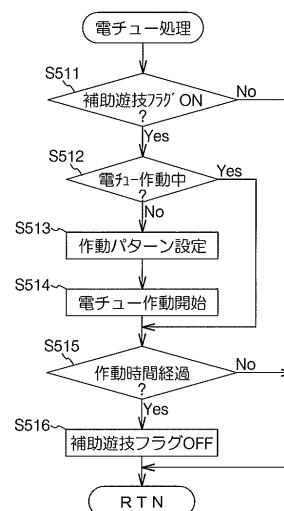 電チュー処理
S511
補助遊技ﾌﾗｸﾞON
?
No
Yes
S512
電ﾁｭｰ作動中
?
Yes
No
S513
作動パターン設定
S514
電チュー作動開始
S515
作動時間経過
?
No
Yes
S516
補助遊技フラグOFF
RTN